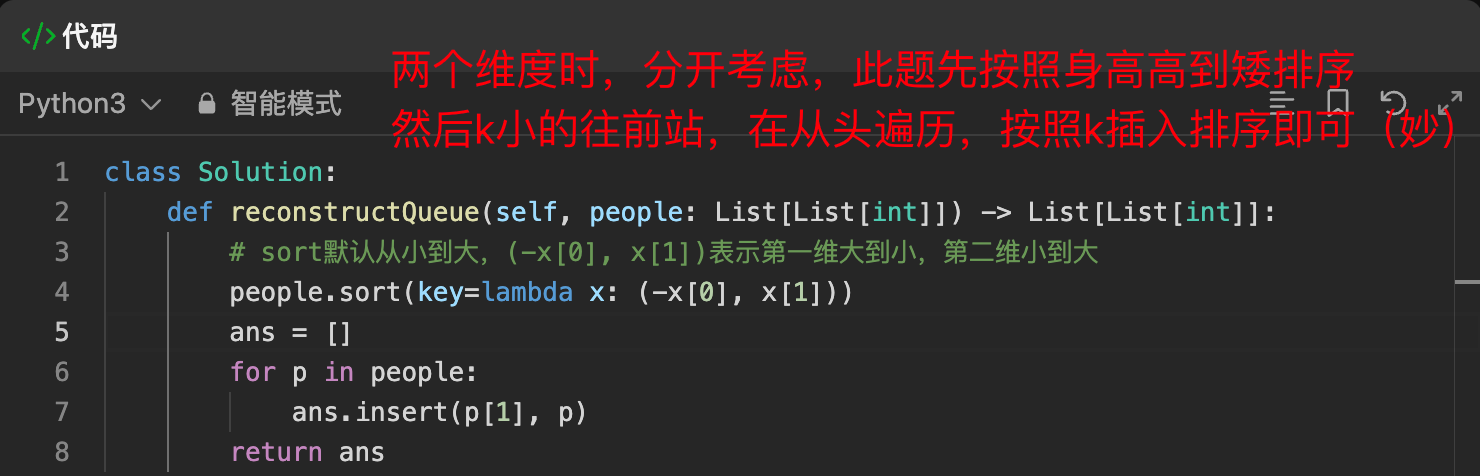 </> 代码
两个维度时，分开考虑，此题先按照身高高到矮排序
Python3 智能模式
然后k小的往前站，在从头遍历，按照k插入排序即可（妙）
1 class Solution:
2     def reconstructQueue(self, people: List[List[int]]) -> List[List[int]]:
3         # sort默认从小到大，(-x[0], x[1])表示第一维大到小，第二维小到大
4         people.sort(key=lambda x: (-x[0], x[1]))
5         ans = []
6         for p in people:
7             ans.insert(p[1], p)
8         return ans